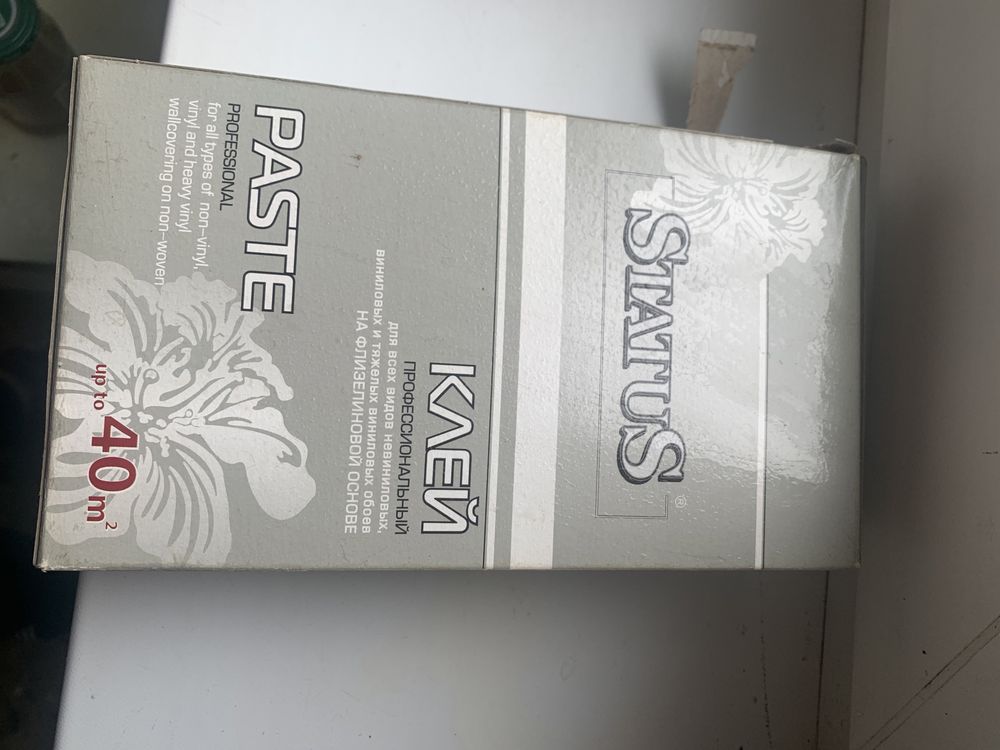 STATUS®
КЛЕЙ
ПРОФЕССИОНАЛЬНЫЙ
для всех видов невиниловых,
виниловых и тяжелых виниловых обоев
НА ФЛИЗЕЛИНОВОЙ ОСНОВЕ
PASTE
PROFESSIONAL
for all types of non-vinyl,
vinyl and heavy vinyl
wallcovering on non-woven
up to 40 m²